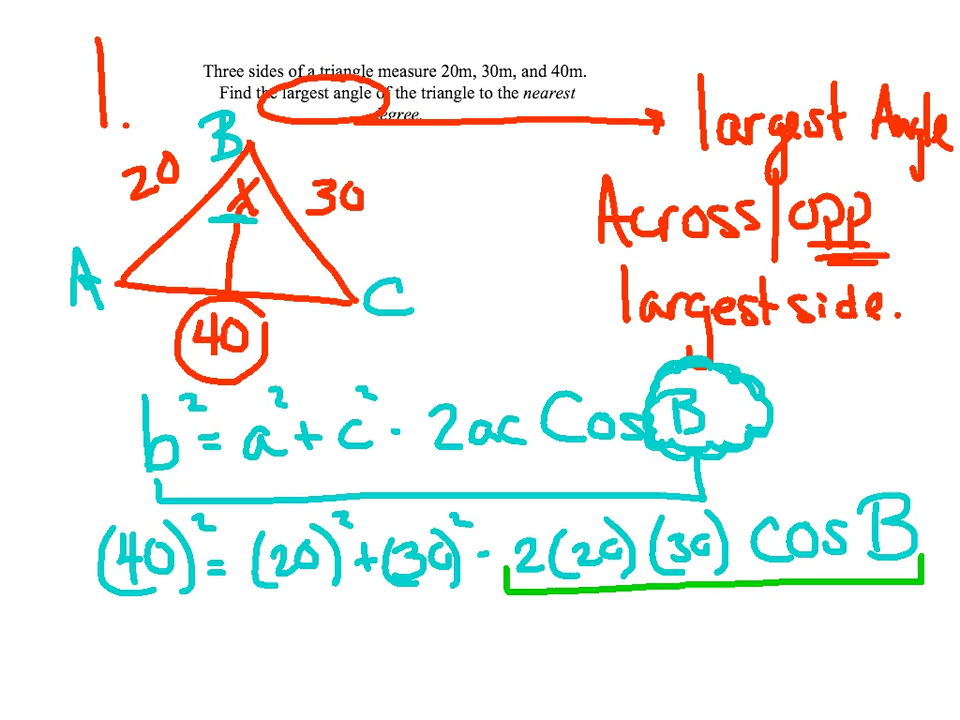 1.
Three sides of a triangle measure 20m, 30m, and 40m.
Find the largest angle of the triangle to the nearest
degree.
largest Angle
Across/opp
largest side.
B
20
x
30
A
C
40
b² = a² + c² - 2ac Cos B
(40)² = (20)² + (30)² - 2(20)(30) cos B